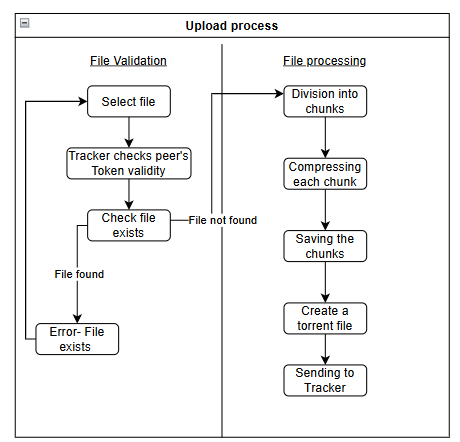 Upload process
File Validation
Select file
Tracker checks peer's
Token validity
Check file
exists
File not found
File found
Error- File
exists
File processing
Division into
chunks
Compressing
each chunk
Saving the
chunks
Create a
torrent file
Sending to
Tracker